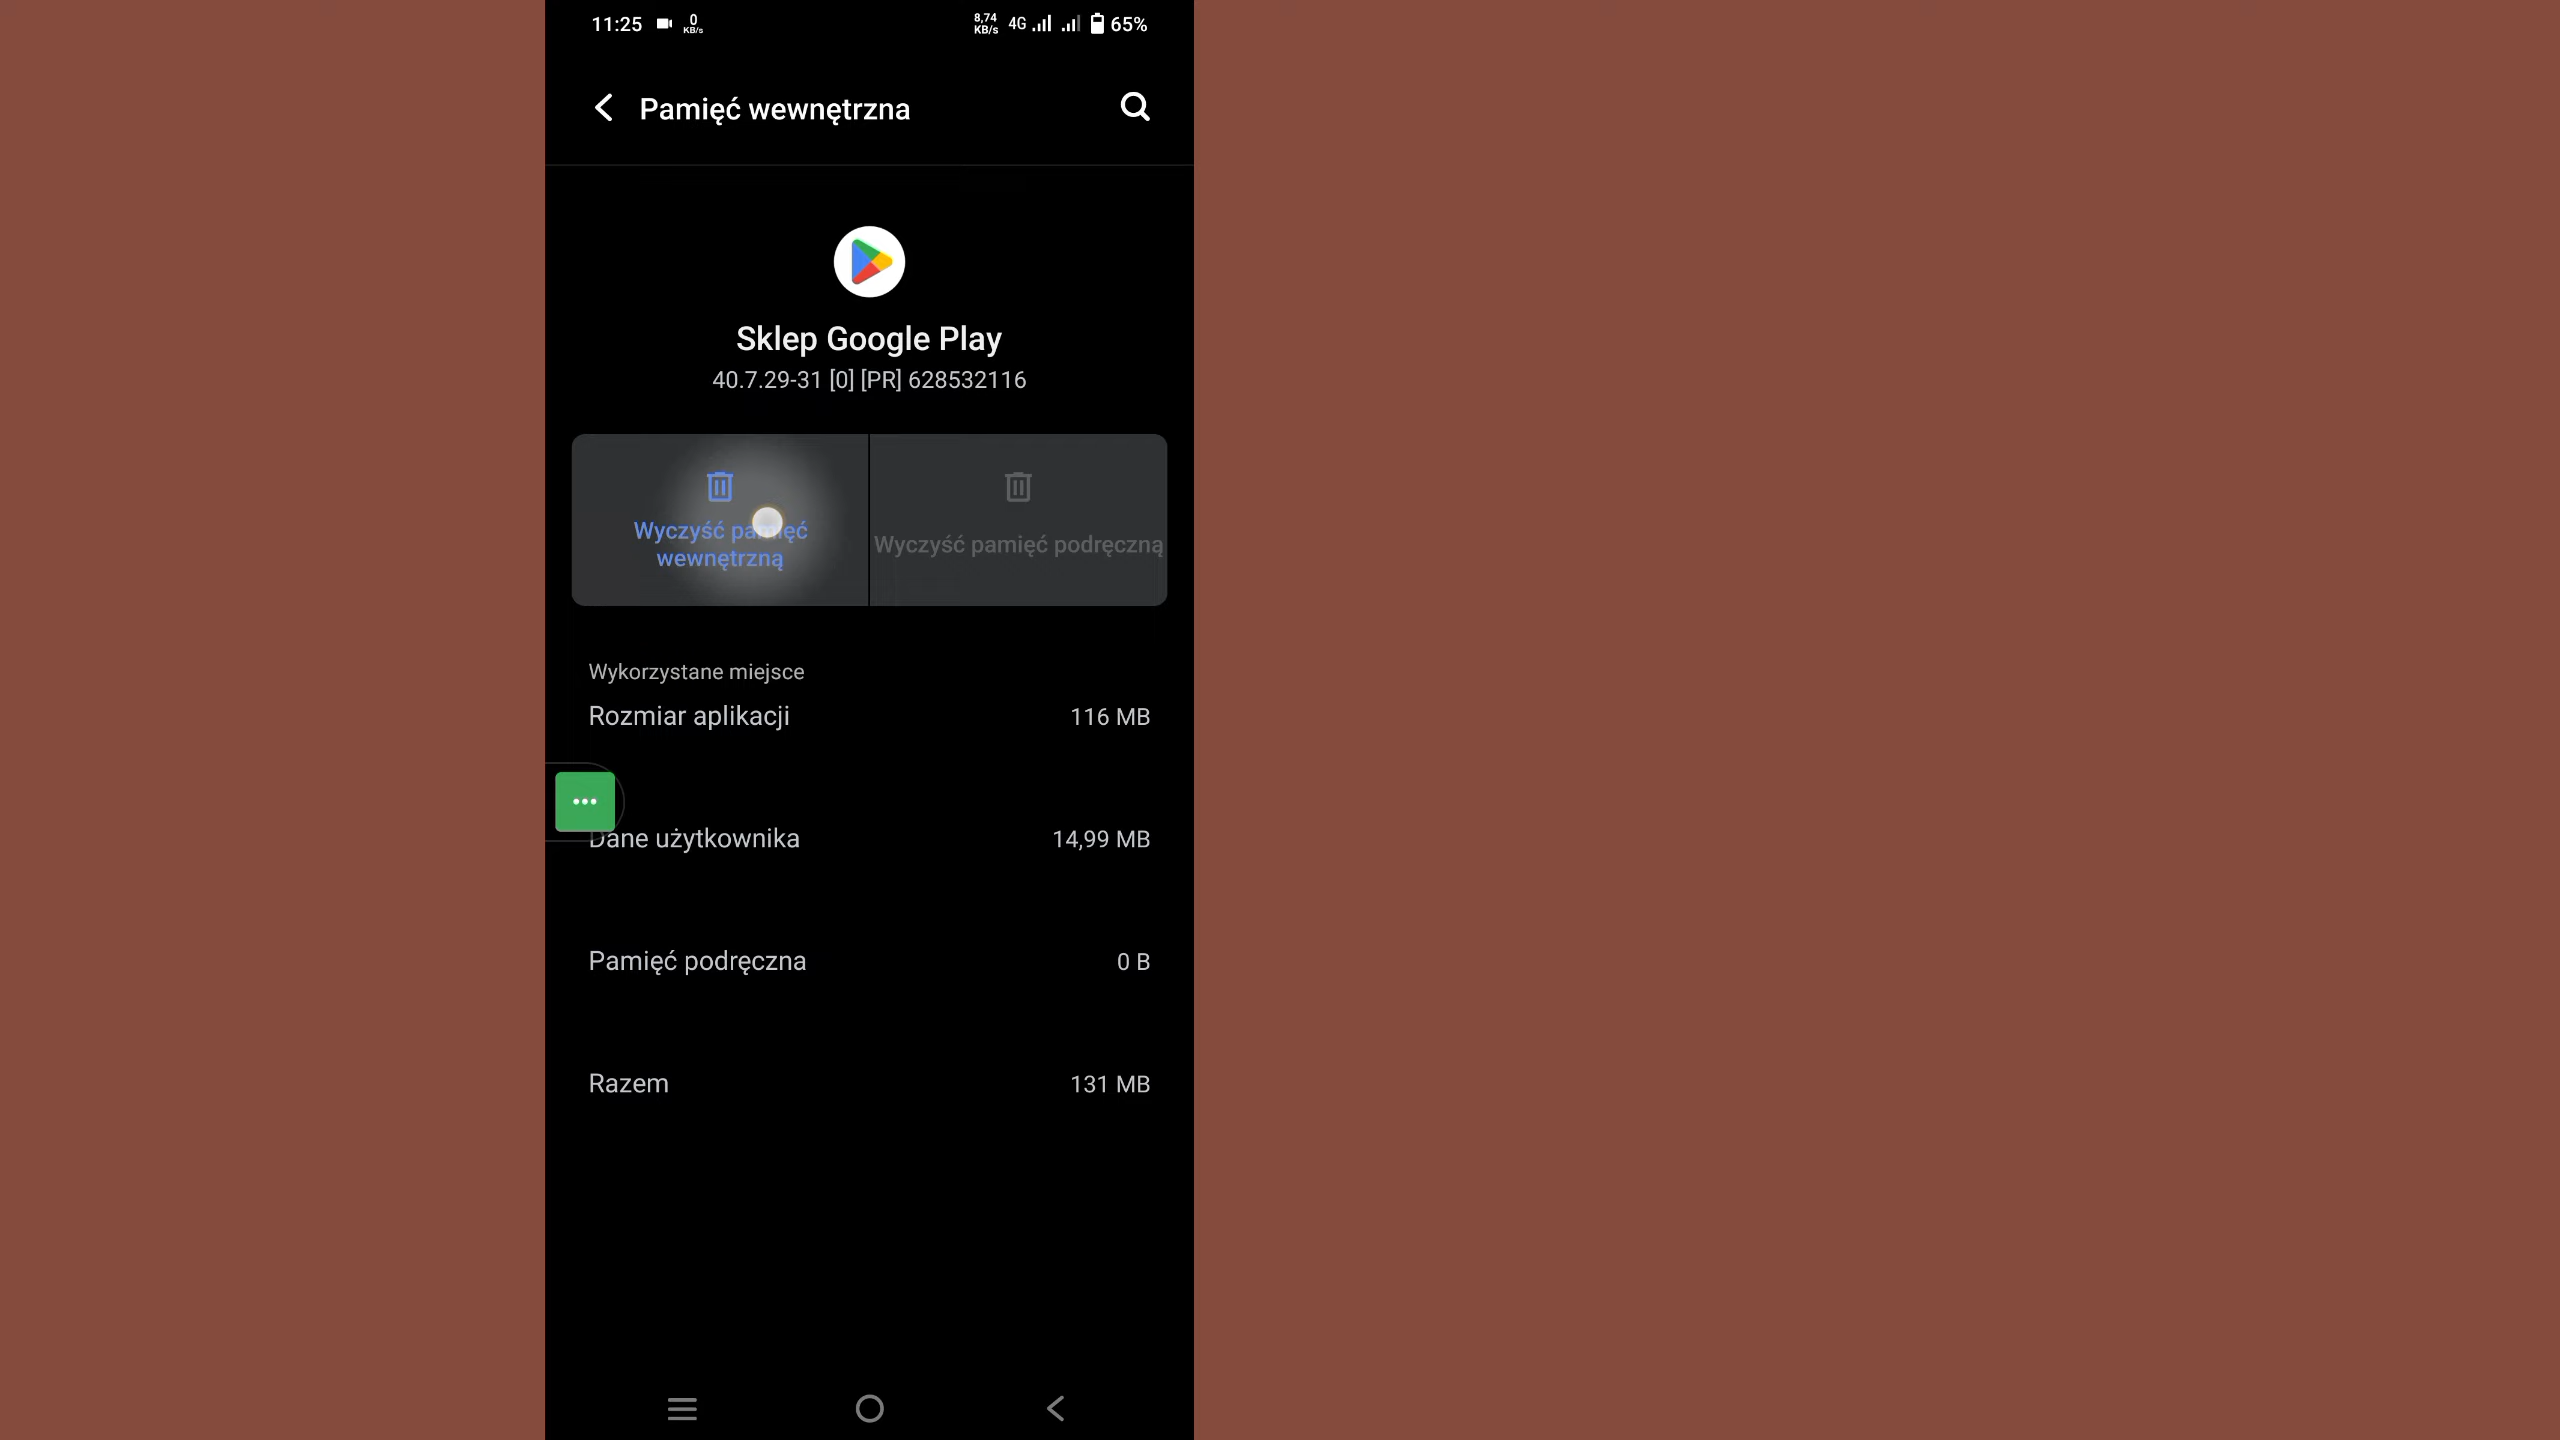 11:25
0
KB/s
8,74
KB/s
4G
65%
Pamięć wewnętrzna
Sklep Google Play
40.7.29-31 [0] [PR] 628532116
Wyczyść pamięć
wewnętrzną
Wyczyść pamięć podręczną
Wykorzystane miejsce
Rozmiar aplikacji 116 MB
Dane użytkownika 14,99 MB
Pamięć podręczna 0 B
Razem 131 MB